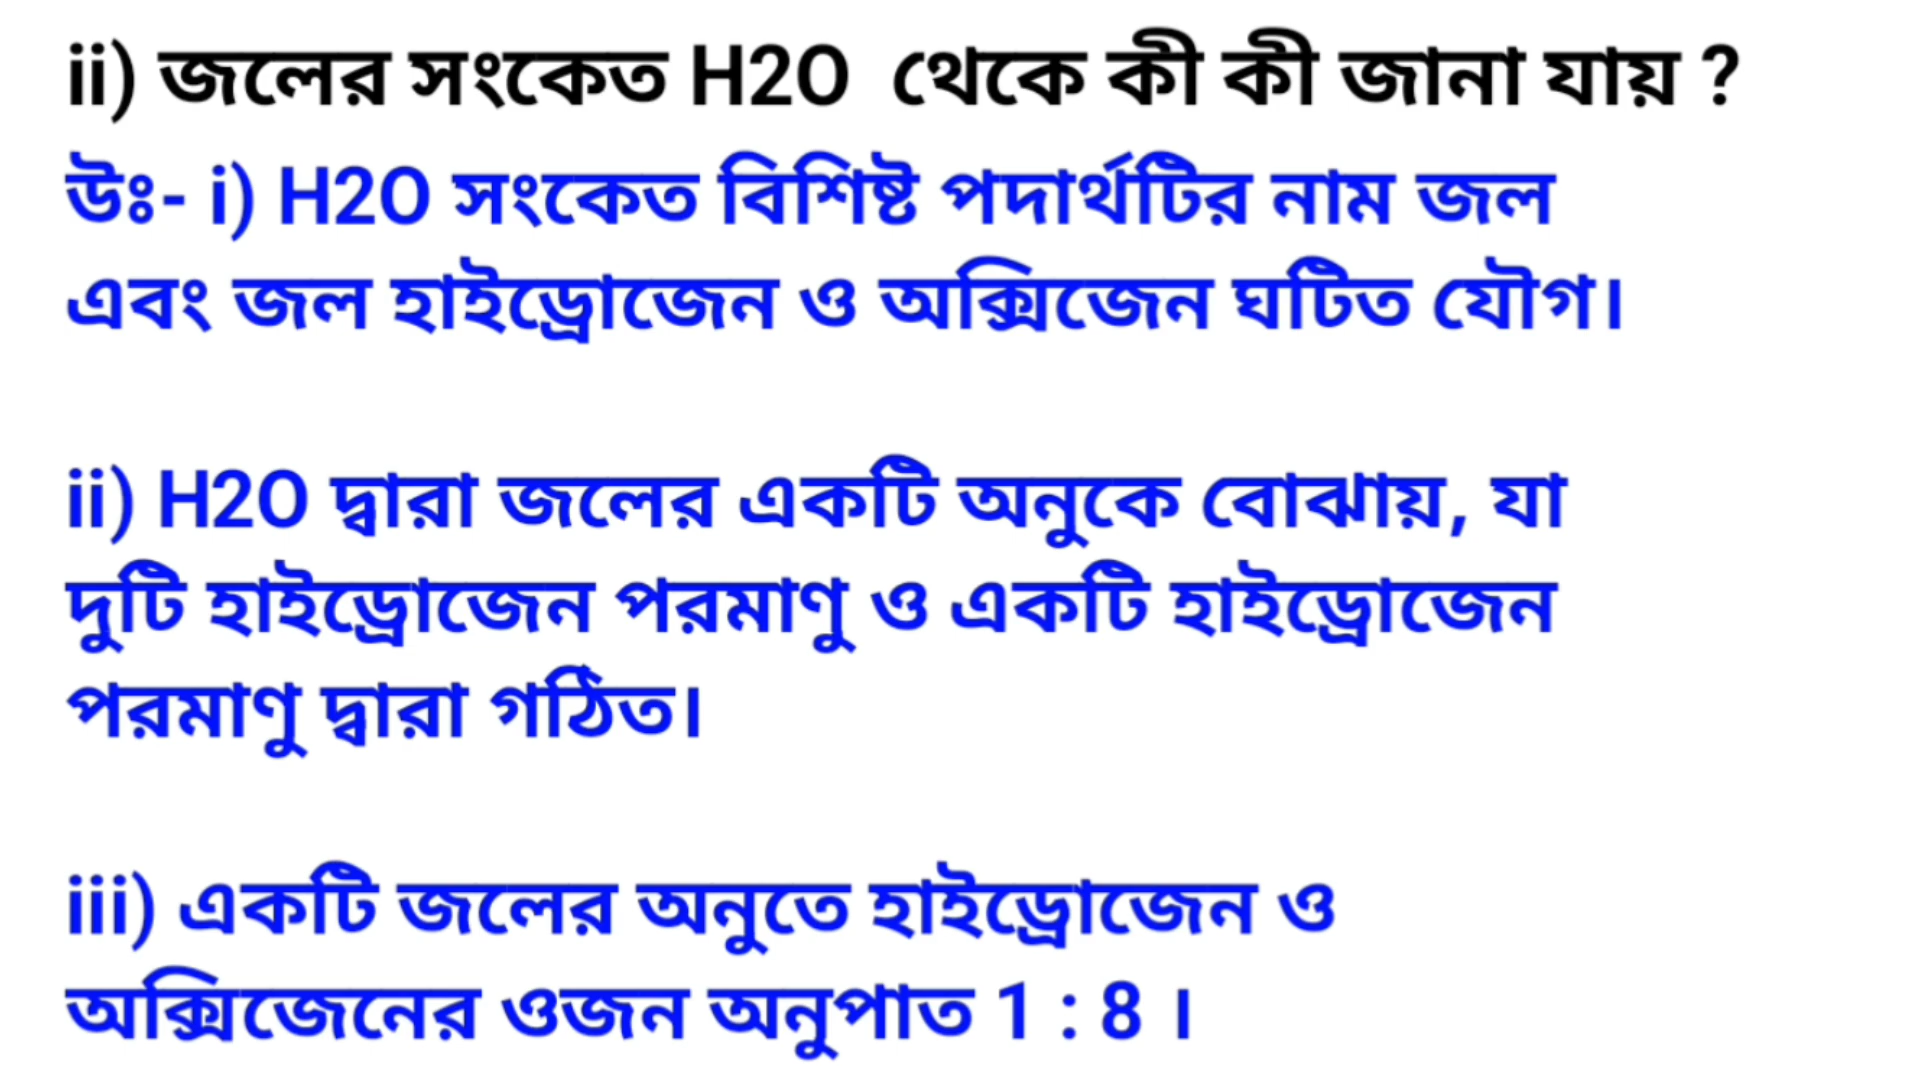 ii) জলের সংকেত H2O থেকে কী কী জানা যায় ?
উঃ- i) H2O সংকেত বিশিষ্ট পদার্থটির নাম জল
এবং জল হাইড্রোজেন ও অক্সিজেন ঘটিত যৌগ।
ii) H2O দ্বারা জলের একটি অনুকে বোঝায়, যা
দুটি হাইড্রোজেন পরমাণু ও একটি হাইড্রোজেন
পরমাণু দ্বারা গঠিত।
iii) একটি জলের অনুতে হাইড্রোজেন ও
অক্সিজেনের ওজন অনুপাত 1 : 8 ।